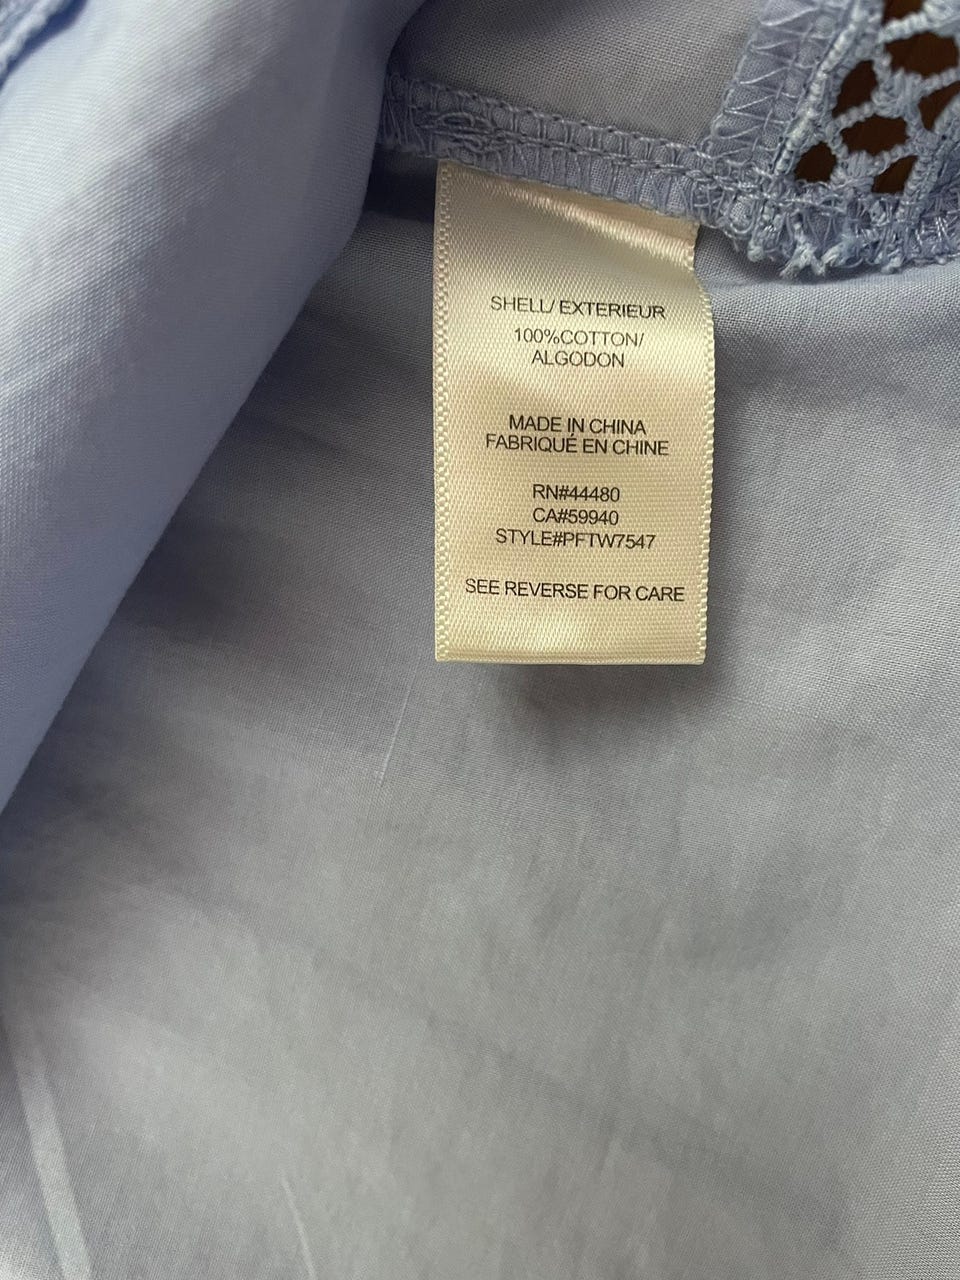 SHELL/ EXTERIEUR
100%COTTON/
ALGODON
MADE IN CHINA
FABRIQUÉ EN CHINE
RN#44480
CA#59940
STYLE#PFTW7547
SEE REVERSE FOR CARE